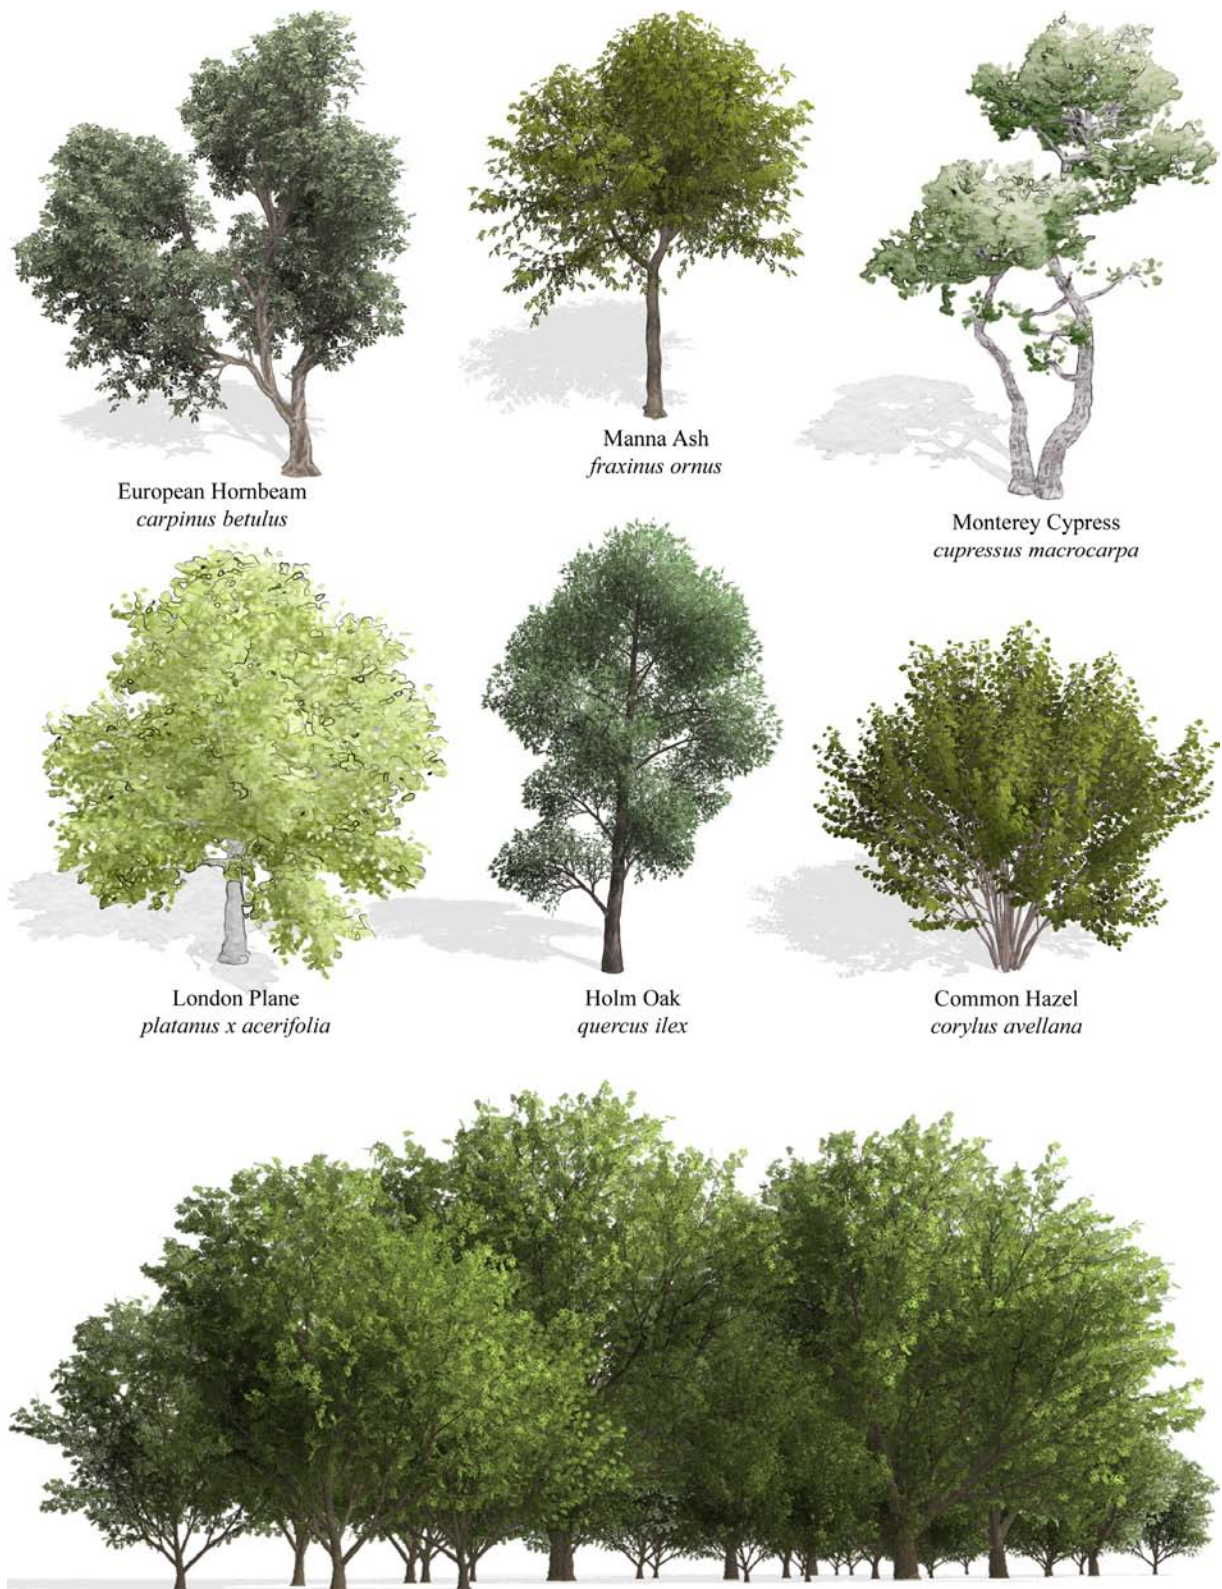 European Hornbeam
carpinus betulus
Manna Ash
fraxinus ornus
Monterey Cypress
cupressus macrocarpa
London Plane
platanus x acerifolia
Holm Oak
quercus ilex
Common Hazel
corylus avellana